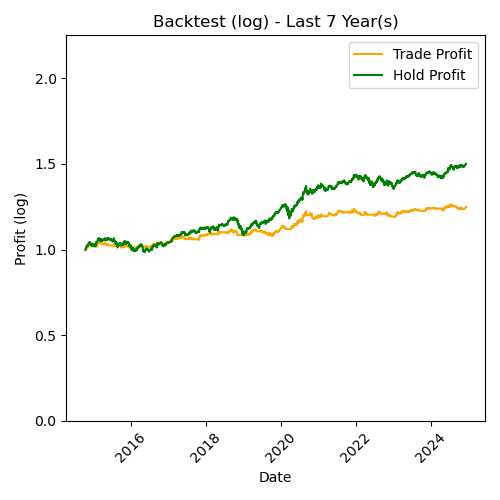 Backtest (log) - Last 7 Year(s)
Trade Profit
Hold Profit
Profit (log)
2.0
1.5
1.0
0.5
0.0
2016
2018
2020
2022
2024
Date